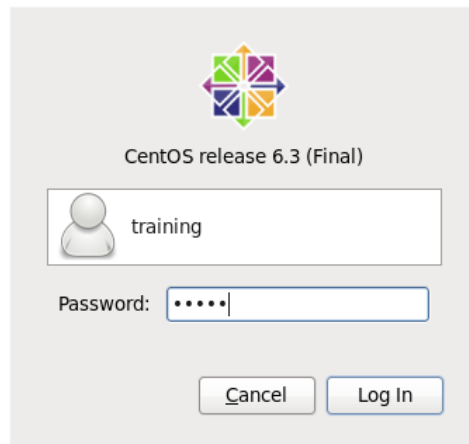 CentOS release 6.3 (Final)
training
Password: •••••
Cancel Log In